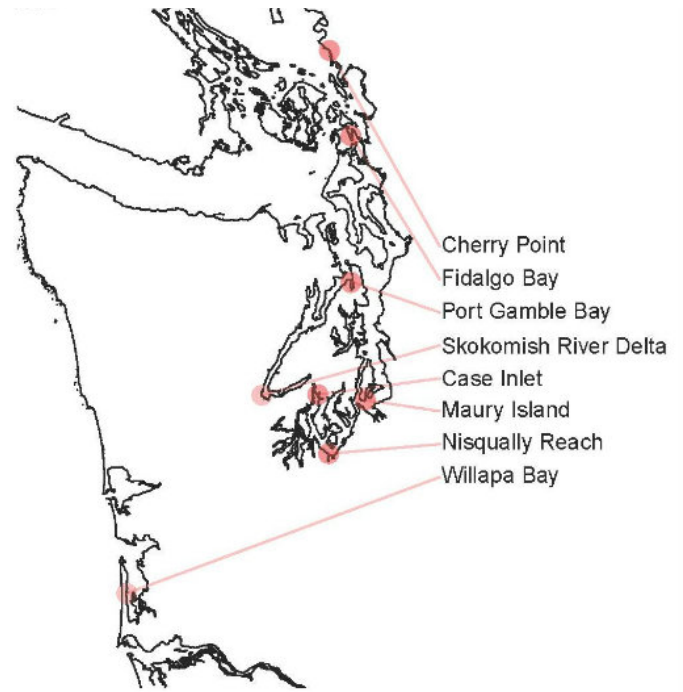 Cherry Point
Fidalgo Bay
Port Gamble Bay
Skokomish River Delta
Case Inlet
Maury Island
Nisqually Reach
Willapa Bay